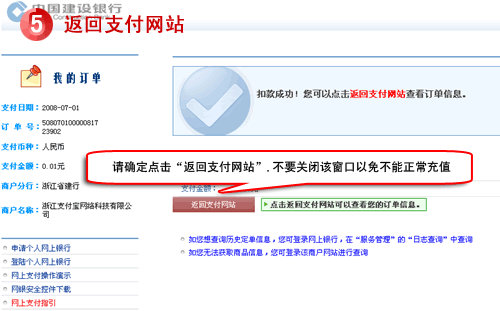 中国建设银行
5 返回支付网站
我的订单
支付日期：2008-07-01
订 单 号：508070100000817
23902
支付币种：人民币
支付金额：0.01元
商户分行：浙江省建行
商户名称：浙江支付宝网络科技有限公
司
申请个人网上银行
登陆个人网上银行
网上支付操作演示
网银安全控件下载
网上支付指引
扣款成功！您可以点击返回支付网站查看订单信息。
请确定点击“返回支付网站”, 不要关闭该窗口以免不能正常充值
支付金额：
返回支付网站
点击返回支付网站可以查看您的订单信息。
如您想查询历史定单信息，您可登录网上银行，在“服务管理”的“日志查询”中查询
如您无法获取商品信息，您可登录该商户网站进行查询